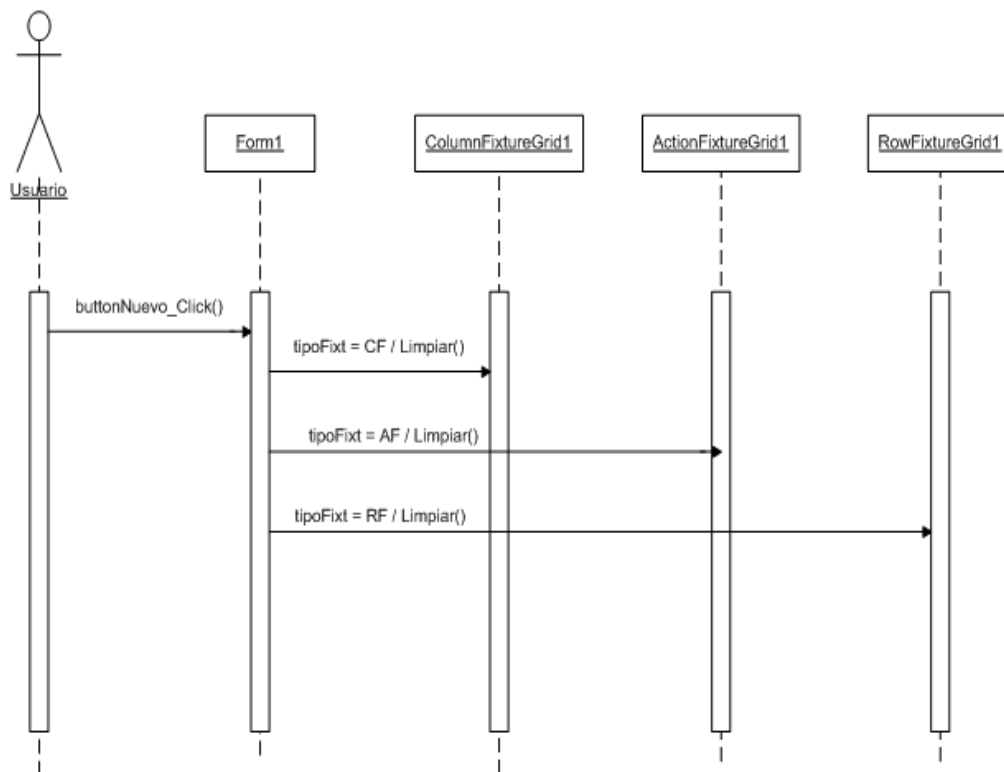 Usuario
Form1
ColumnFixtureGrid1
ActionFixtureGrid1
RowFixtureGrid1
buttonNuevo_Click()
tipoFixt = CF / Limpiar()
tipoFixt = AF / Limpiar()
tipoFixt = RF / Limpiar()